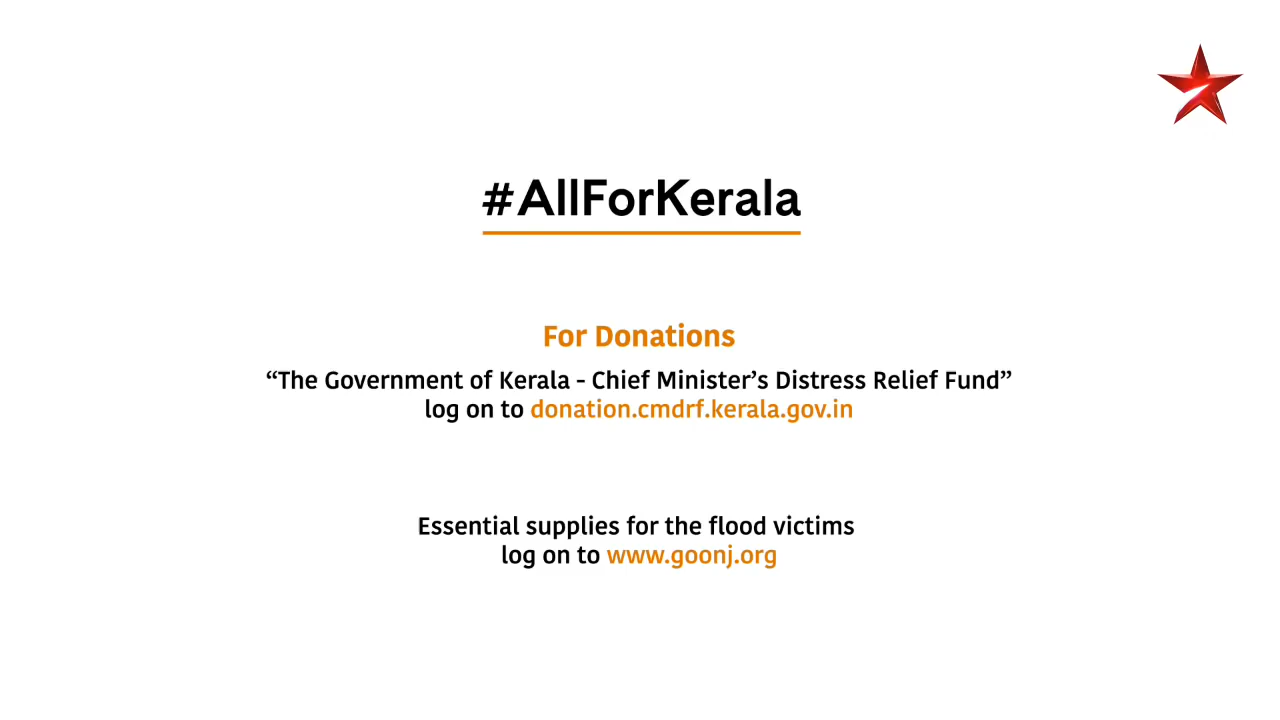 #AllForKerala
For Donations
“The Government of Kerala - Chief Minister’s Distress Relief Fund”
log on to donation.cmdrf.kerala.gov.in
Essential supplies for the flood victims
log on to www.goonj.org